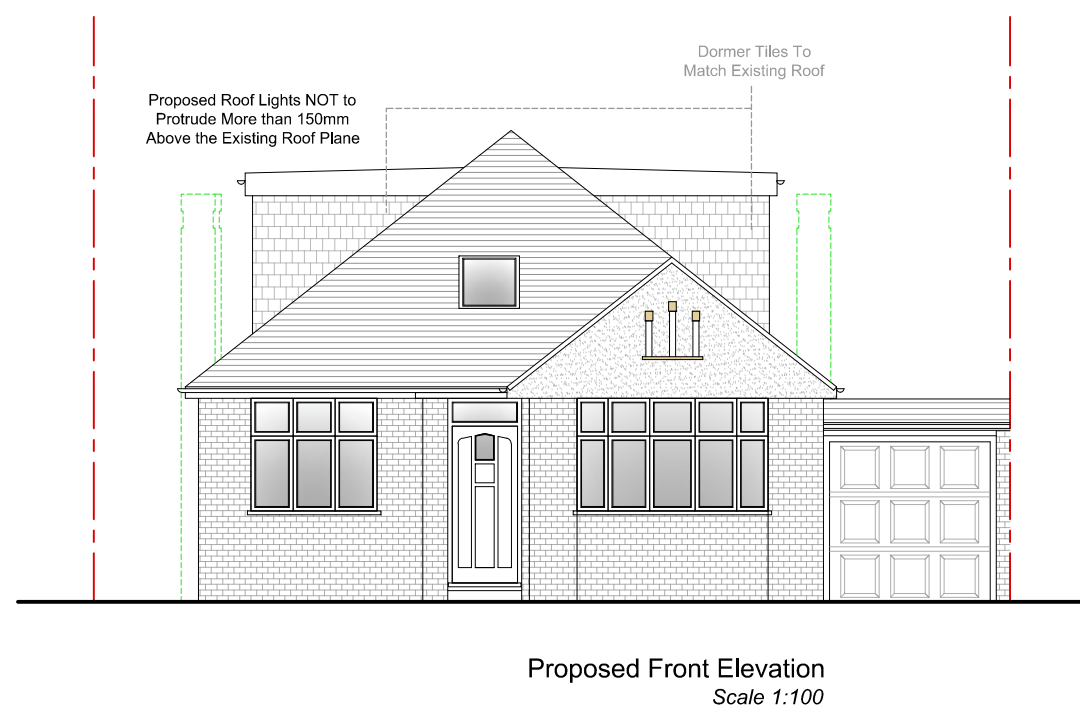 Dormer Tiles To
Match Existing Roof
Proposed Roof Lights NOT to
Protrude More than 150mm
Above the Existing Roof Plane
Proposed Front Elevation
Scale 1:100